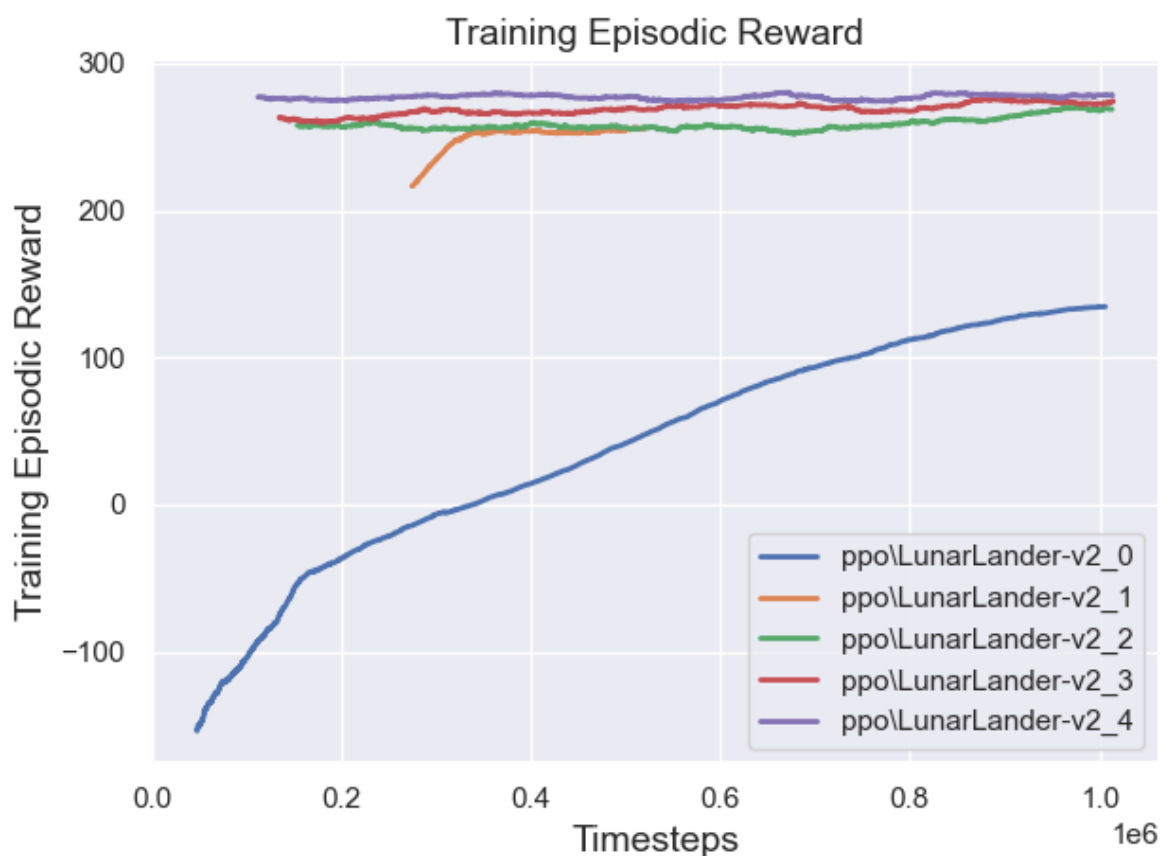 Training Episodic Reward
300
200
100
0
−100
Training Episodic Reward
ppo\LunarLander-v2_0
ppo\LunarLander-v2_1
ppo\LunarLander-v2_2
ppo\LunarLander-v2_3
ppo\LunarLander-v2_4
0.0 0.2 0.4 0.6 0.8 1.0
1e6
Timesteps